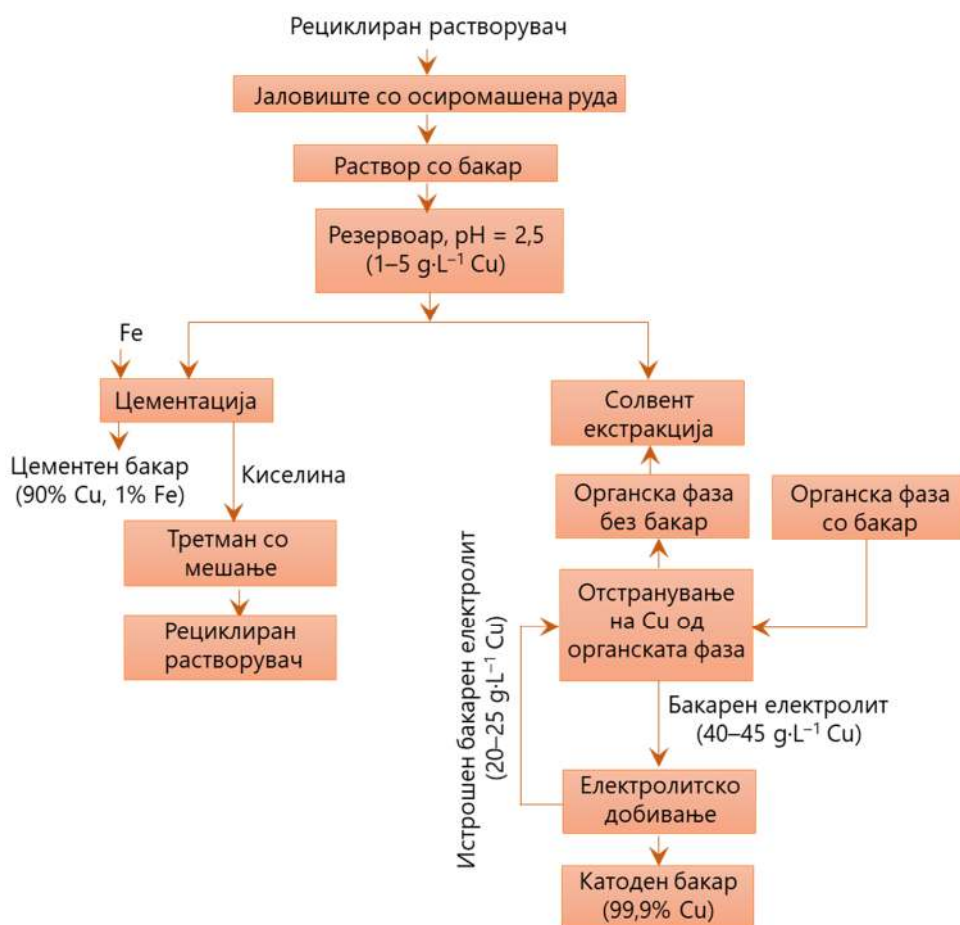 Рециклиран растворувач
Јаловиште со осиромашена руда
Раствор со бакар
Резервоар, pH = 2,5
(1–5 g·L⁻¹ Cu)
Fe
Цементација
Цементен бакар
(90% Cu, 1% Fe)
Киселина
Третман со
мешање
Рециклиран
растворувач
Солвент
екстракција
Органска фаза
без бакар
Органска фаза
со бакар
Отстранување
на Cu од
органската фаза
Истрошен бакарен електролит
(20–25 g·L⁻¹ Cu)
Бакарен електролит
(40–45 g·L⁻¹ Cu)
Електролитско
добивање
Катоден бакар
(99,9% Cu)